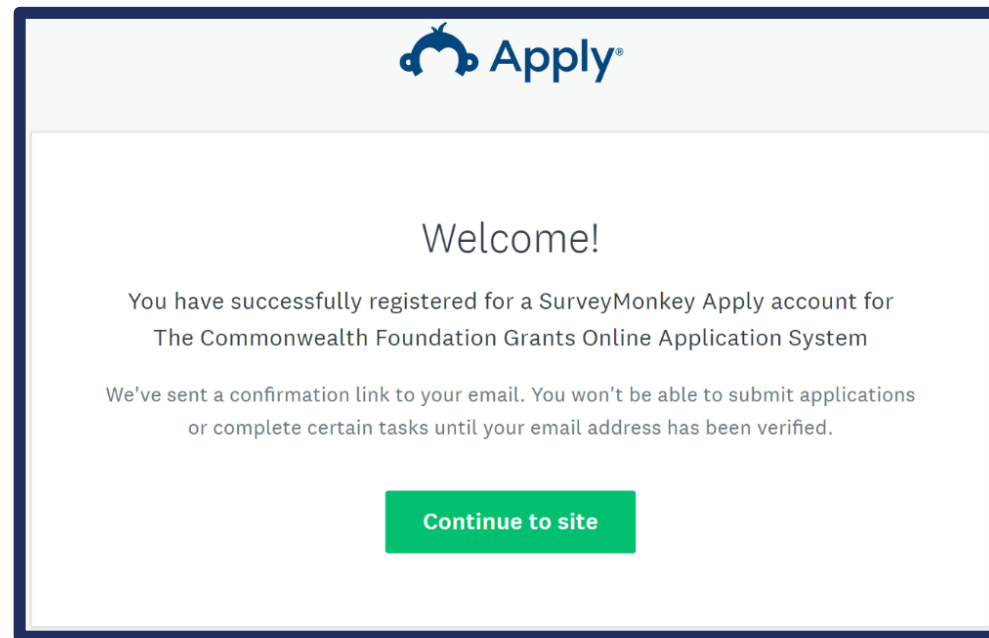 Apply®
Welcome!
You have successfully registered for a SurveyMonkey Apply account for
The Commonwealth Foundation Grants Online Application System
We've sent a confirmation link to your email. You won't be able to submit applications
or complete certain tasks until your email address has been verified.
Continue to site